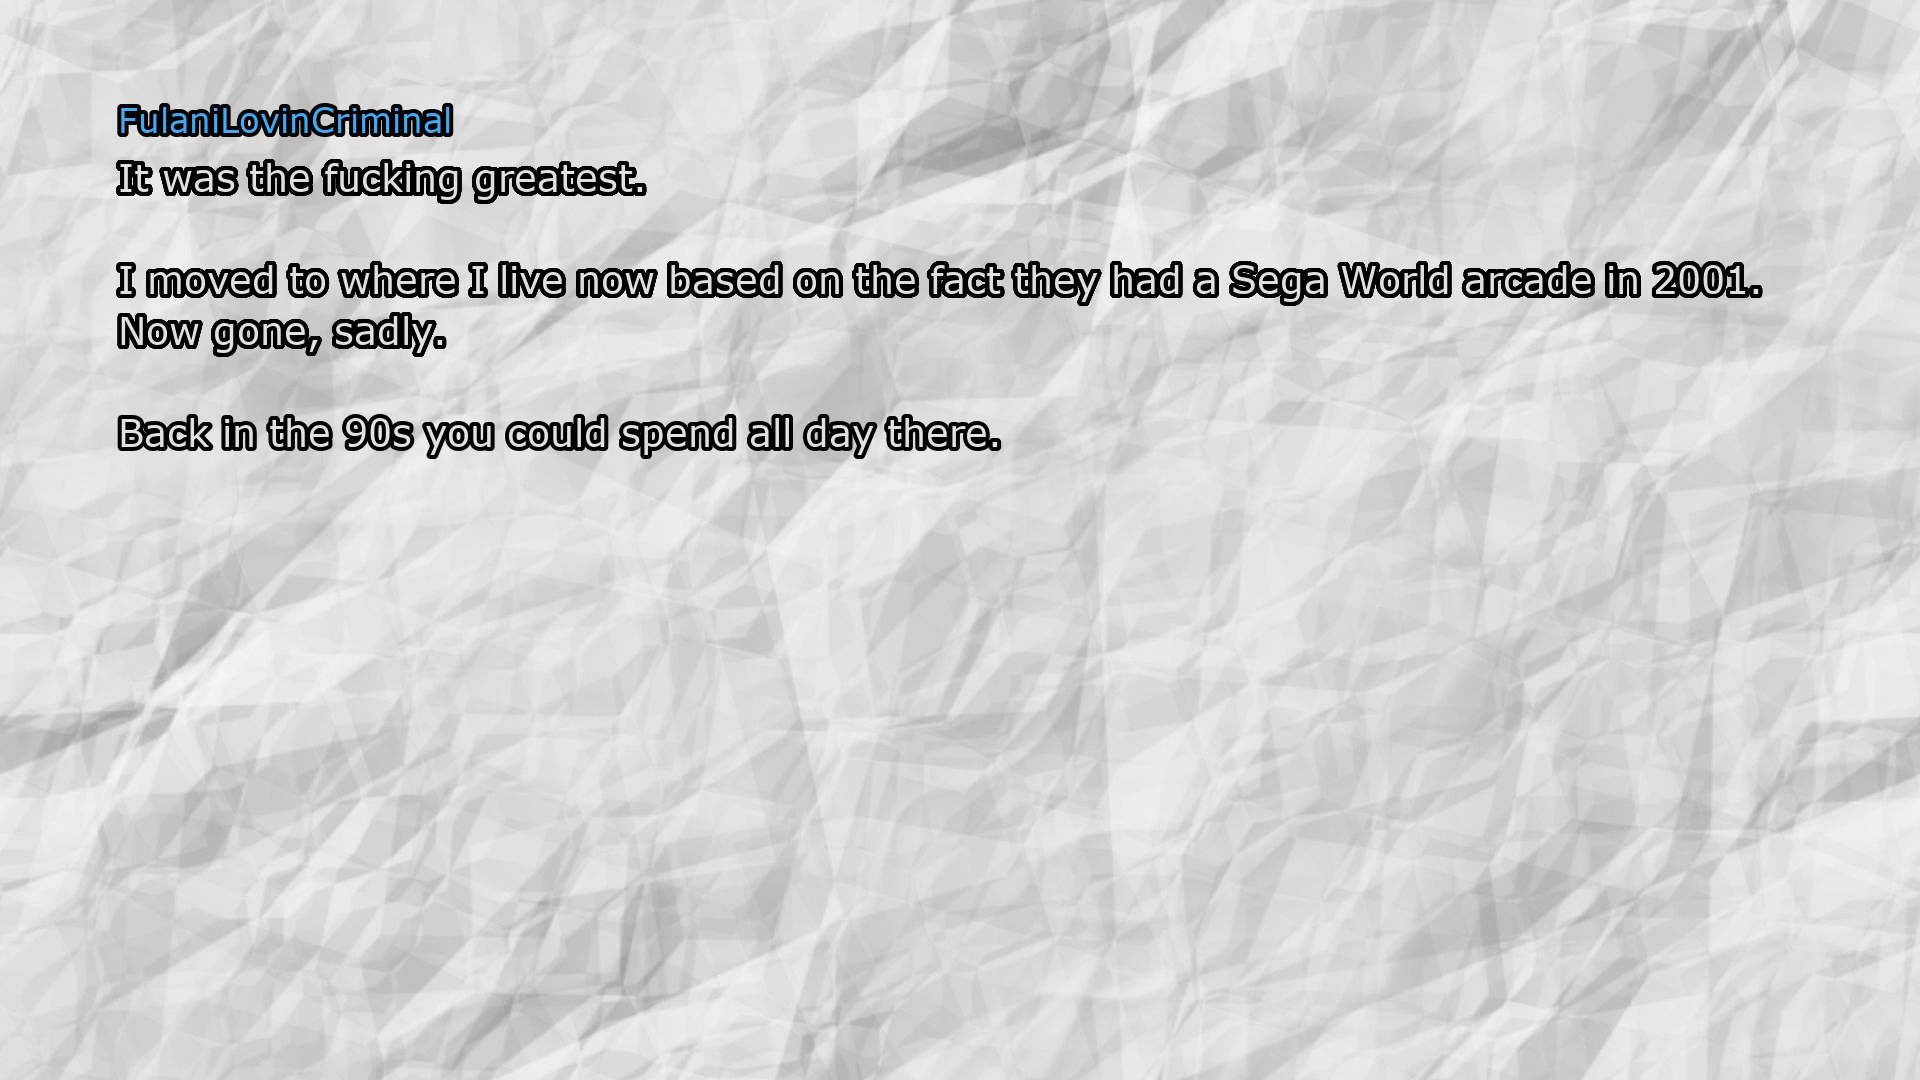 FulaniLovinCriminal
It was the fucking greatest.
I moved to where I live now based on the fact they had a Sega World arcade in 2001.
Now gone, sadly.
Back in the 90s you could spend all day there.